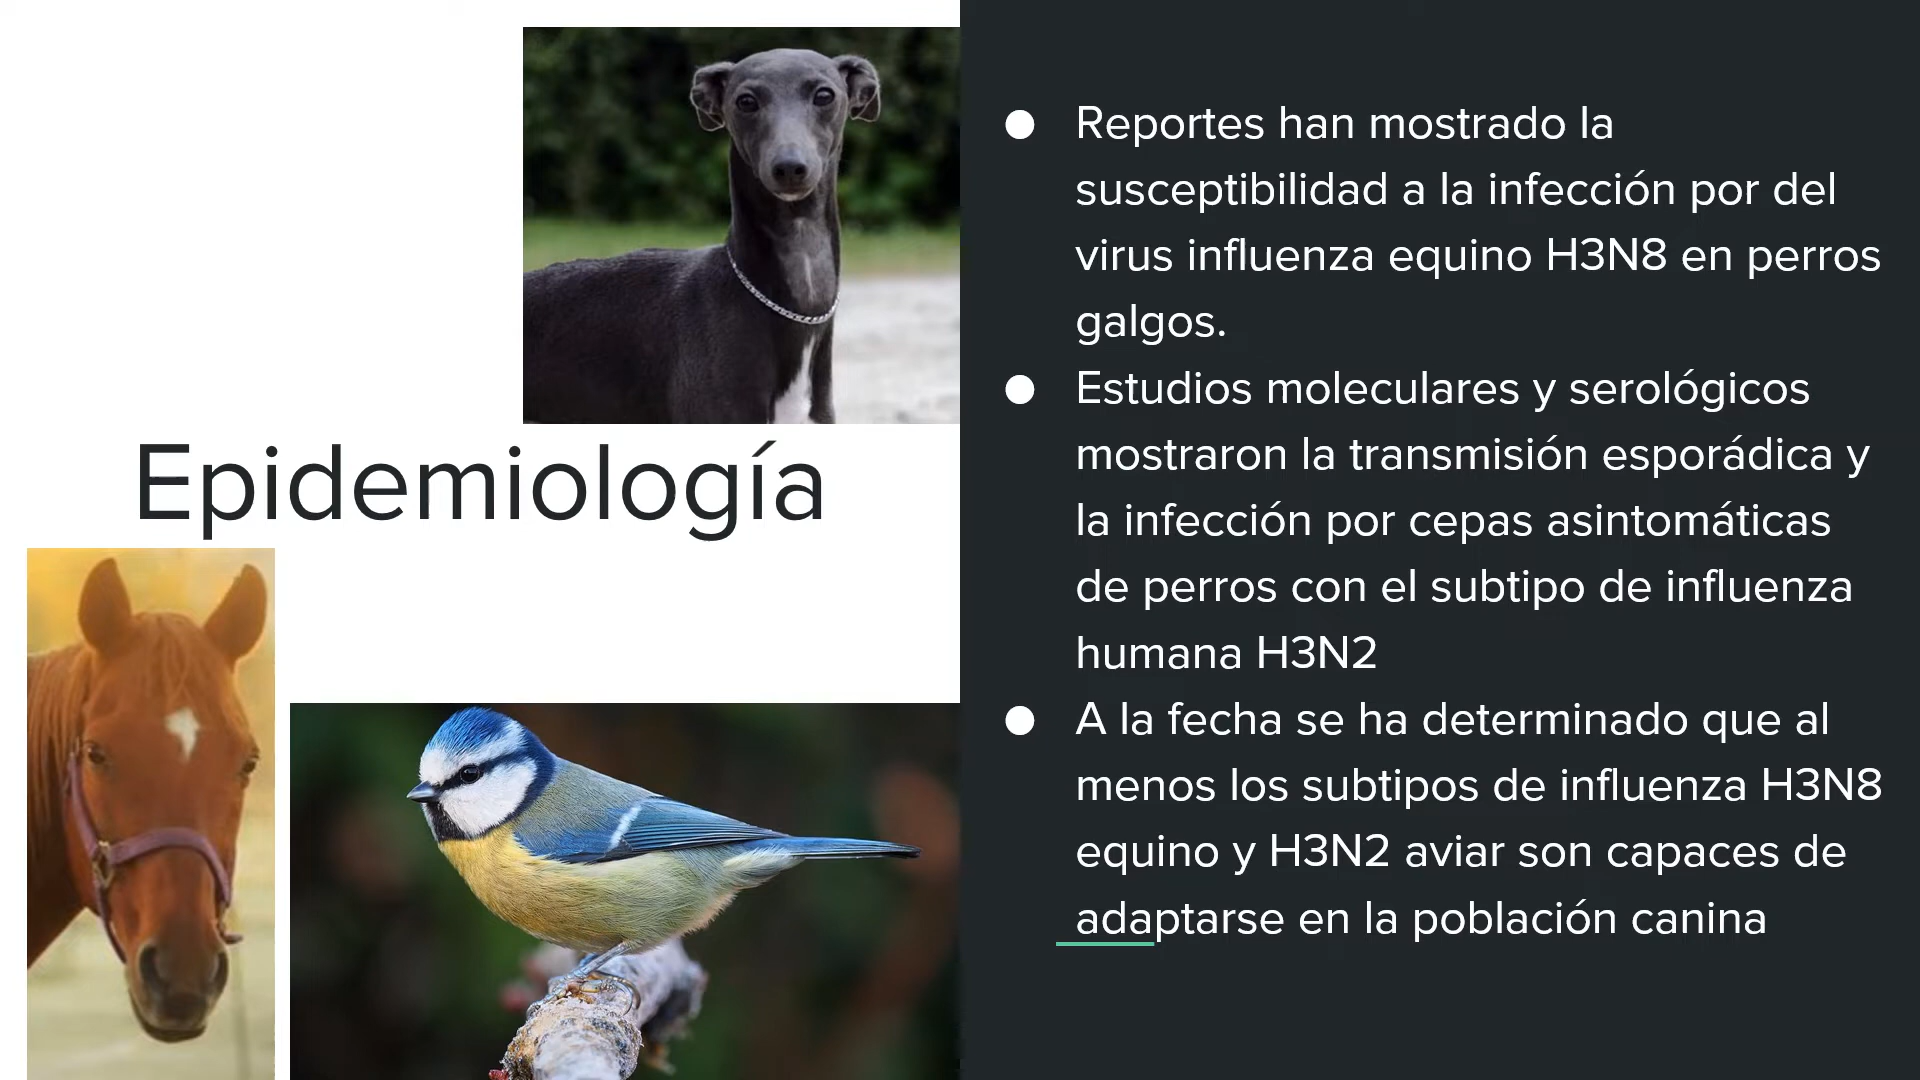 Epidemiología
● Reportes han mostrado la
susceptibilidad a la infección por del
virus influenza equino H3N8 en perros
galgos.
● Estudios moleculares y serológicos
mostraron la transmisión esporádica y
la infección por cepas asintomáticas
de perros con el subtipo de influenza
humana H3N2
● A la fecha se ha determinado que al
menos los subtipos de influenza H3N8
equino y H3N2 aviar son capaces de
adaptarse en la población canina